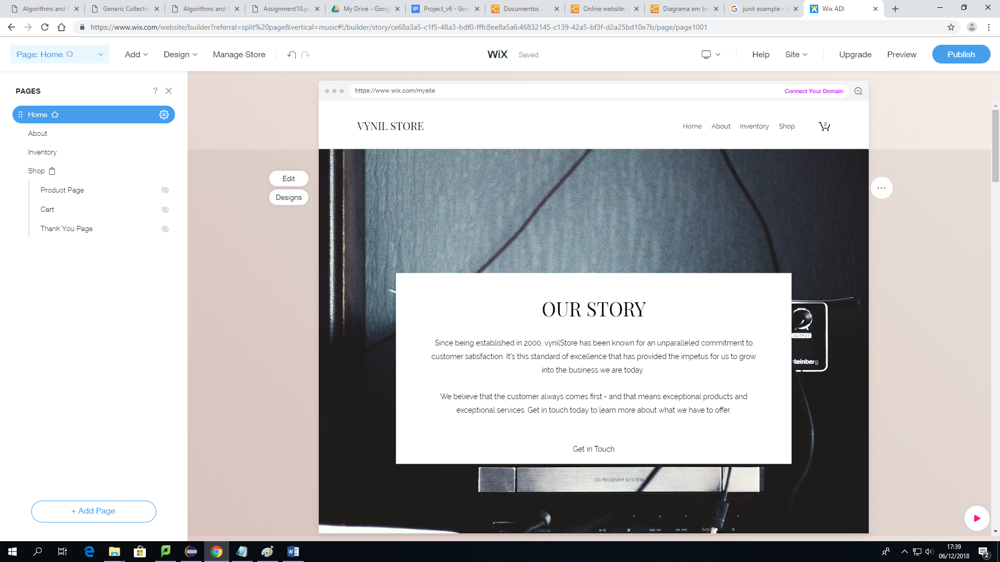 Algorithms and D
Generic Collectio
Algorithms and D
Assignment10.pd
My Drive - Goog
Project_v6 - Goo
Documentos
Online website:
Diagrama em bra
junit example - G
Wix ADI
https://www.wix.com/website/builder?referral=split%20page&vertical=music#!/builder/story/ce68a3a5-c1f5-48a3-bdf0-fffc8ee8a5a6:46832145-c139-42a5-bf3f-d2a25bd10e7b/page/page1001
Page: Home
Add
Design
Manage Store
WiX
Saved
Help
Site
Upgrade
Preview
Publish
PAGES
?
Home
About
Inventory
Shop
Product Page
Cart
Thank You Page
+ Add Page
https://www.wix.com/mysite
Connect Your Domain
VYNIL STORE
Home
About
Inventory
Shop
0
Edit
Designs
...
OUR STORY
Since being established in 2000, vynilStore has been known for an unparalleled commitment to
customer satisfaction. It's this standard of excellence that has provided the impetus for us to grow
into the business we are today.
We believe that the customer always comes first - and that means exceptional products and
exceptional services. Get in touch today to learn more about what we have to offer.
Get in Touch
OUTPUT
steinberg
CD RECEIVER SYSTEM
AUDIO IN
17:39
06/12/2018
2